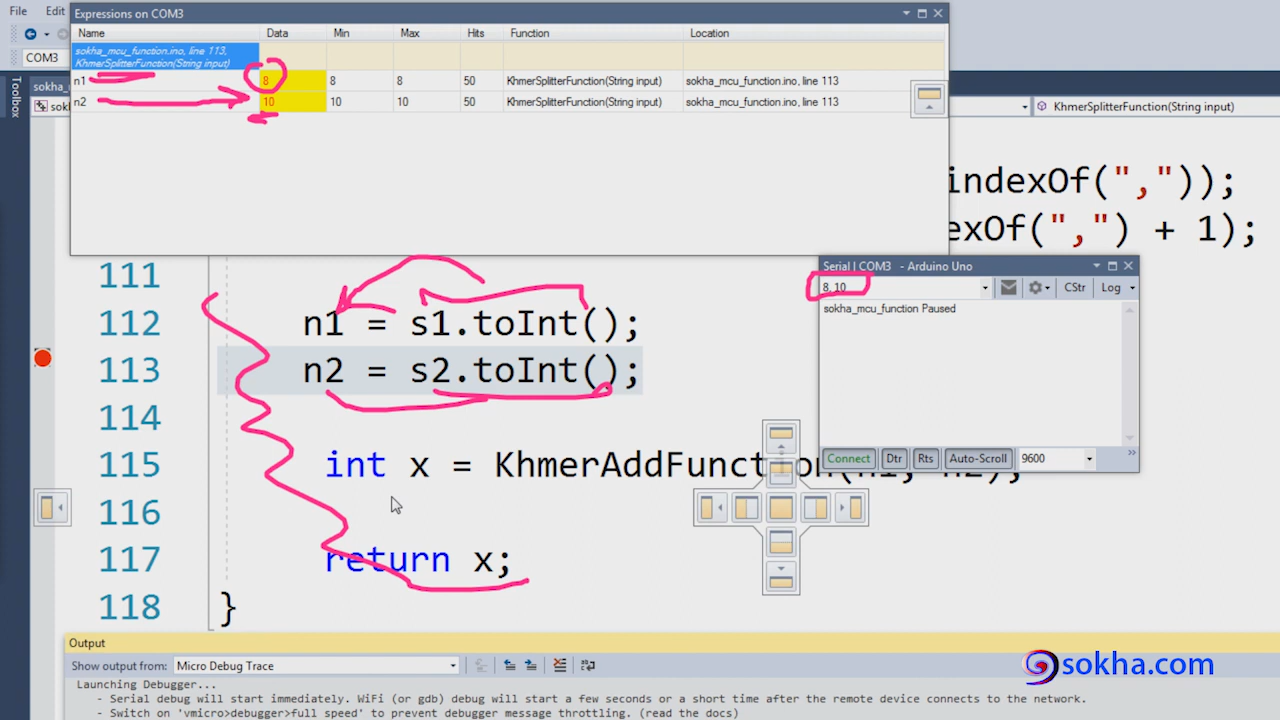 File Edit
Expressions on COM3
Name Data Min Max Hits Function Location
sokha_mcu_function.ino, line 113,
KhmerSplitterFunction(String input)
n1 8 8 8 50 KhmerSplitterFunction(String input) sokha_mcu_function.ino, line 113
n2 10 10 10 50 KhmerSplitterFunction(String input) sokha_mcu_function.ino, line 113
COM3
Toolbox
sokha_m
sokl
KhmerSplitterFunction(String input)
indexOf(","));
exOf(",") + 1);
111
112 n1 = s1.toInt();
113 n2 = s2.toInt();
114
115 int x = KhmerAddFunction(n1, n2);
116
117 return x;
118 }
Serial | COM3 - Arduino Uno
8, 10
CStr Log
sokha_mcu_function Paused
Connect Dtr Rts Auto-Scroll 9600
Output
Show output from: Micro Debug Trace
Launching Debugger...
- Serial debug will start immediately. WiFi (or gdb) debug will start a few seconds or a short time after the remote device connects to the network.
- Switch on 'vmicro>debugger>full speed' to prevent debugger message throttling. (read the docs)
sokha.com